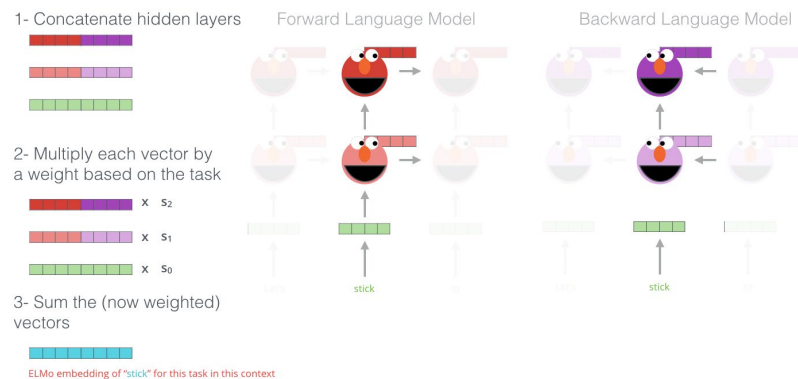 1- Concatenate hidden layers
Forward Language Model
Backward Language Model
2- Multiply each vector by
a weight based on the task
x s2
x s1
x s0
stick
stick
3- Sum the (now weighted)
vectors
ELMo embedding of “stick” for this task in this context